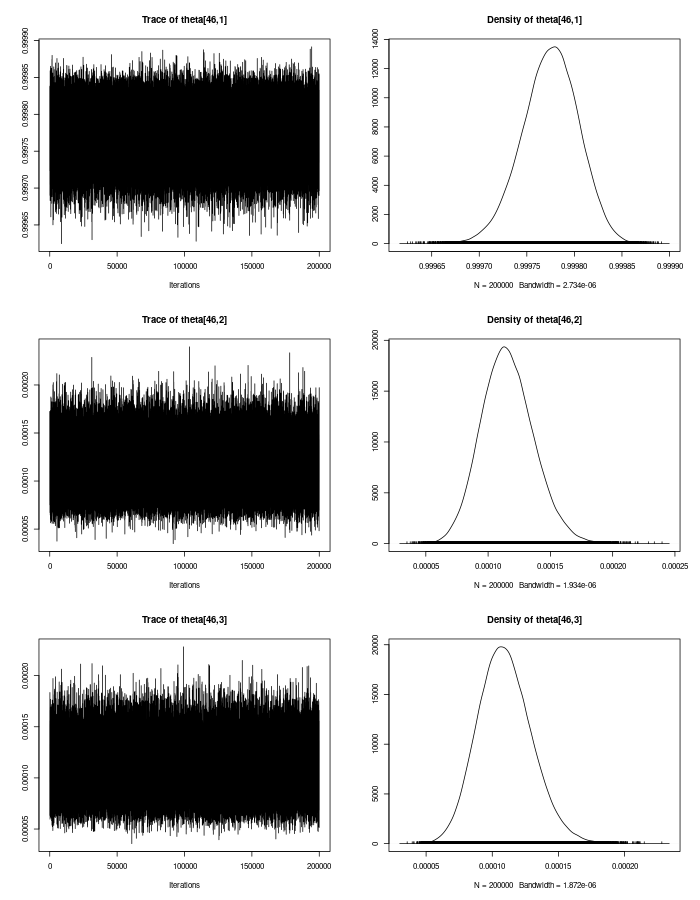 Trace of theta[46,1]
0.99965 0.99970 0.99975 0.99980 0.99985 0.99990
0 50000 100000 150000 200000
Iterations
Density of theta[46,1]
0 2000 4000 6000 8000 10000 12000 14000
0.99965 0.99970 0.99975 0.99980 0.99985 0.99990
N = 200000 Bandwidth = 2.734e-06
Trace of theta[46,2]
0.00005 0.00010 0.00015 0.00020
0 50000 100000 150000 200000
Iterations
Density of theta[46,2]
0 5000 10000 15000 20000
0.00005 0.00010 0.00015 0.00020 0.00025
N = 200000 Bandwidth = 1.934e-06
Trace of theta[46,3]
0.00005 0.00010 0.00015 0.00020
0 50000 100000 150000 200000
Iterations
Density of theta[46,3]
0 5000 10000 15000 20000
0.00005 0.00010 0.00015 0.00020
N = 200000 Bandwidth = 1.872e-06